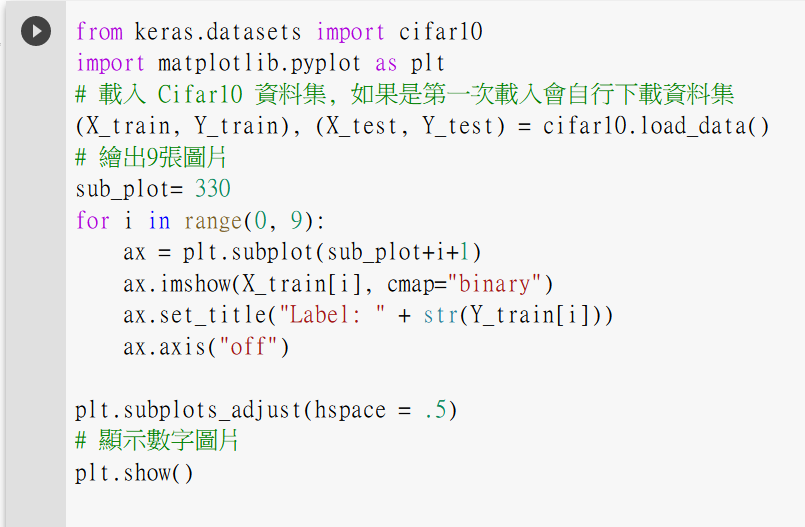 from keras.datasets import cifar10
import matplotlib.pyplot as plt
# 載入 Cifar10 資料集, 如果是第一次載入會自行下載資料集
(X_train, Y_train), (X_test, Y_test) = cifar10.load_data()
# 繪出9張圖片
sub_plot= 330
for i in range(0, 9):
    ax = plt.subplot(sub_plot+i+1)
    ax.imshow(X_train[i], cmap="binary")
    ax.set_title("Label: " + str(Y_train[i]))
    ax.axis("off")

plt.subplots_adjust(hspace = .5)
# 顯示數字圖片
plt.show()